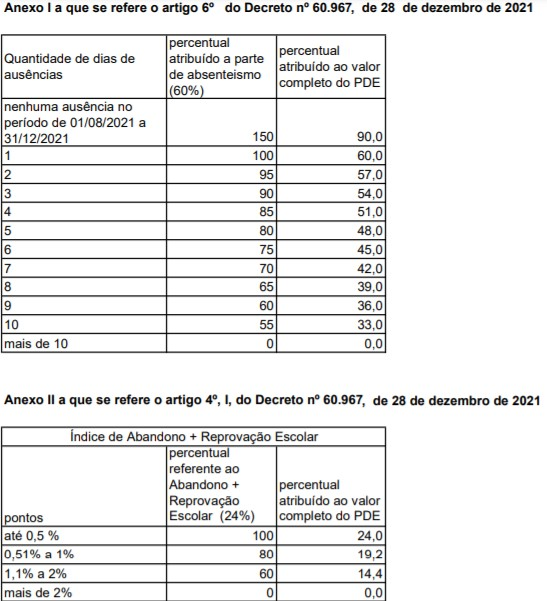 Anexo I a que se refere o artigo 6º do Decreto nº 60.967, de 28 de dezembro de 2021
Quantidade de dias de ausências percentual atribuído a parte de absenteismo (60%) percentual atribuído ao valor completo do PDE
nenhuma ausência no período de 01/08/2021 a 31/12/2021 150 90,0
1 100 60,0
2 95 57,0
3 90 54,0
4 85 51,0
5 80 48,0
6 75 45,0
7 70 42,0
8 65 39,0
9 60 36,0
10 55 33,0
mais de 10 0 0,0
Anexo II a que se refere o artigo 4º, I, do Decreto nº 60.967, de 28 de dezembro de 2021
Índice de Abandono + Reprovação Escolar
pontos percentual referente ao Abandono + Reprovação Escolar (24%) percentual atribuído ao valor completo do PDE
até 0,5 % 100 24,0
0,51% a 1% 80 19,2
1,1% a 2% 60 14,4
mais de 2% 0 0,0